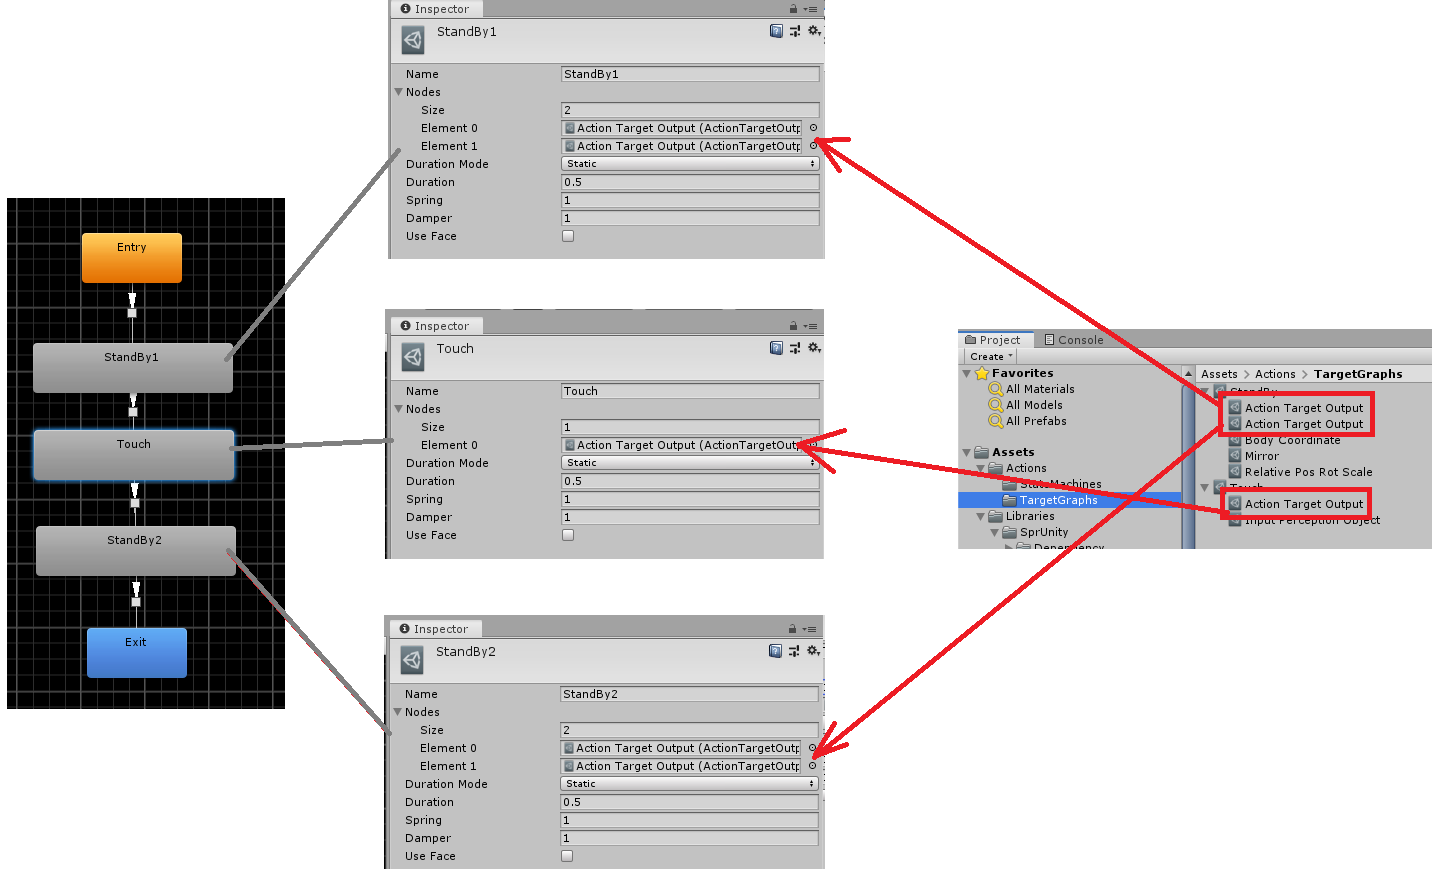 Entry
StandBy1
Touch
StandBy2
Exit
Inspector
StandBy1
Name StandBy1
Nodes
Size 2
Element 0 Action Target Output (ActionTargetOutp
Element 1 Action Target Output (ActionTargetOutp
Duration Mode Static
Duration 0.5
Spring 1
Damper 1
Use Face
Inspector
Touch
Name Touch
Nodes
Size 1
Element 0 Action Target Output (ActionTargetOutp
Duration Mode Static
Duration 0.5
Spring 1
Damper 1
Use Face
Inspector
StandBy2
Name StandBy2
Nodes
Size 2
Element 0 Action Target Output (ActionTargetOutp
Element 1 Action Target Output (ActionTargetOutp
Duration Mode Static
Duration 0.5
Spring 1
Damper 1
Use Face
Project Console
Create
Favorites
All Materials
All Models
All Prefabs
Assets
Actions
StateMachines
TargetGraphs
Libraries
SprUnity
Dependency
Assets > Actions > TargetGraphs
StandBy
Action Target Output
Action Target Output
Body Coordinate
Mirror
Relative Pos Rot Scale
Touch
Action Target Output
Input Perception Object